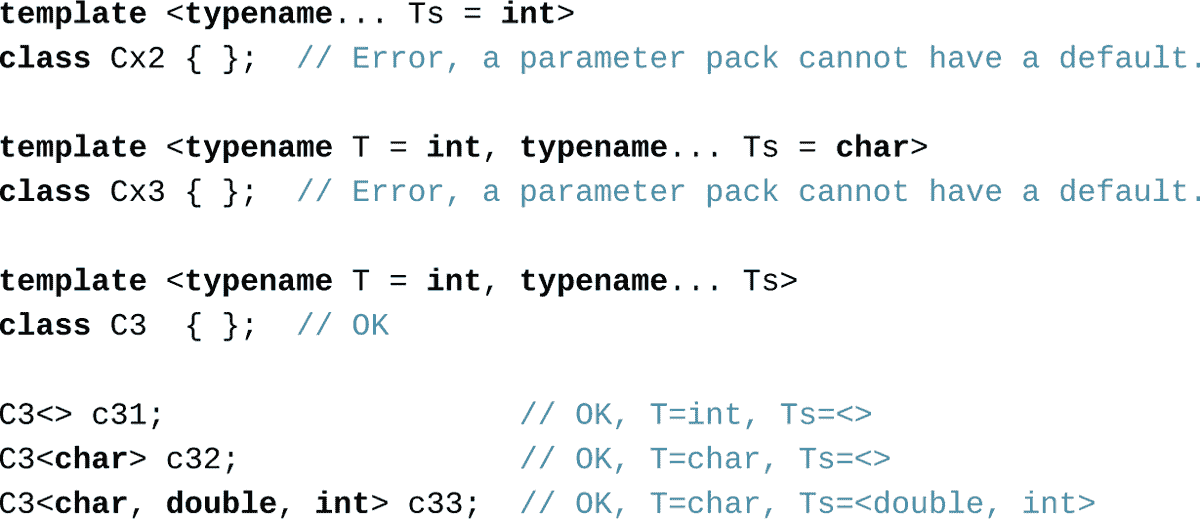 template <typename... Ts = int>
class Cx2 { };  // Error, a parameter pack cannot have a default.
template <typename T = int, typename... Ts = char>
class Cx3 { };  // Error, a parameter pack cannot have a default.
template <typename T = int, typename... Ts>
class C3  { };  // OK
C3<> c31;                   // OK, T=int, Ts=<>
C3<char> c32;               // OK, T=char, Ts=<>
C3<char, double, int> c33;  // OK, T=char, Ts=<double, int>